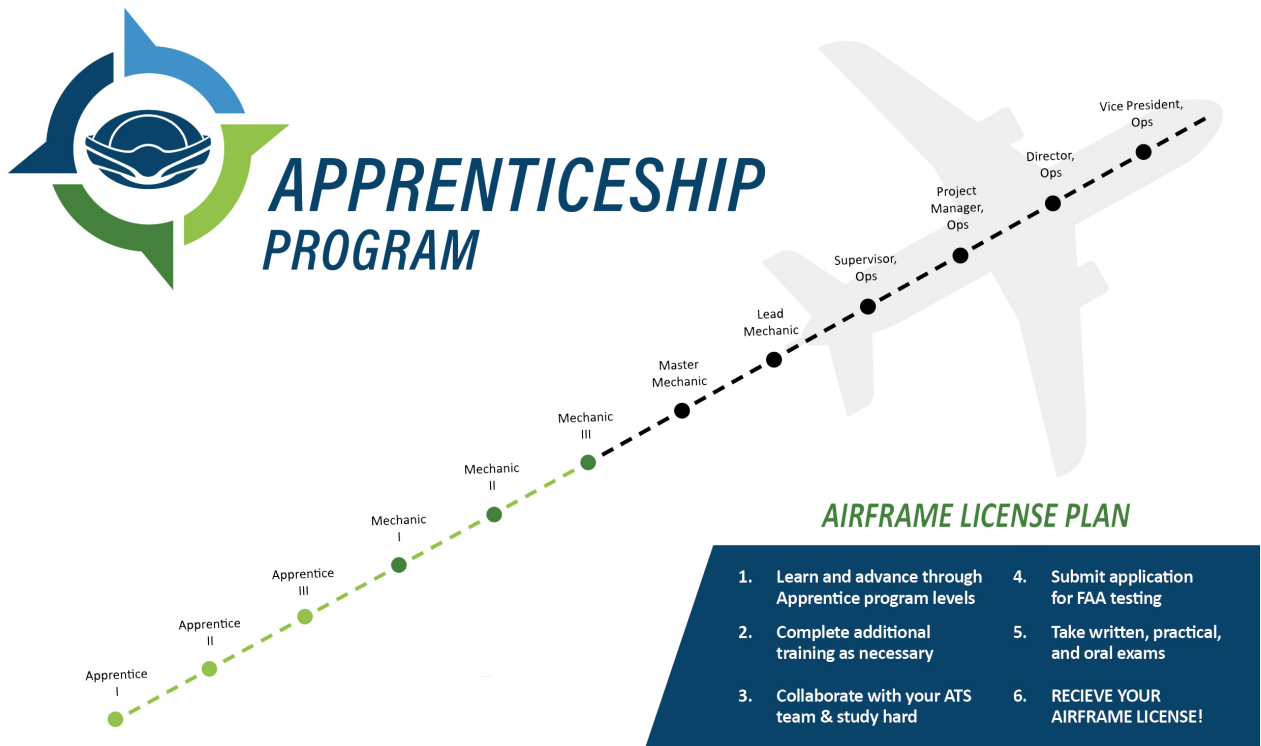 APPRENTICESHIP
PROGRAM
Vice President,
Ops
Director,
Ops
Project
Manager,
Ops
Supervisor,
Ops
Lead
Mechanic
Master
Mechanic
Mechanic
III
Mechanic
II
Mechanic
I
Apprentice
III
Apprentice
II
Apprentice
I
AIRFRAME LICENSE PLAN
1. Learn and advance through
Apprentice program levels
2. Complete additional
training as necessary
3. Collaborate with your ATS
team & study hard
4. Submit application
for FAA testing
5. Take written, practical,
and oral exams
6. RECIEVE YOUR
AIRFRAME LICENSE!